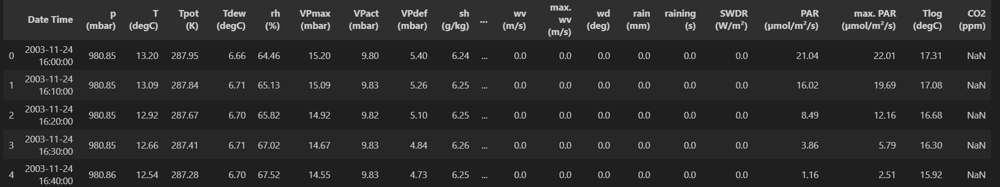 Date Time p (mbar) T (degC) Tpot (K) Tdew (degC) rh (%) VPmax (mbar) VPact (mbar) VPdef (mbar) sh (g/kg) ... wv (m/s) max. wv (m/s) wd (deg) rain (mm) raining (s) SWDR (W/m²) PAR (µmol/m²/s) max. PAR (µmol/m²/s) Tlog (degC) CO2 (ppm)
0 2003-11-24 16:00:00 980.85 13.20 287.95 6.66 64.46 15.20 9.80 5.40 6.24 ... 0.0 0.0 0.0 0.0 0.0 0.0 21.04 22.01 17.31 NaN
1 2003-11-24 16:10:00 980.85 13.09 287.84 6.71 65.13 15.09 9.83 5.26 6.25 ... 0.0 0.0 0.0 0.0 0.0 0.0 16.02 19.69 17.08 NaN
2 2003-11-24 16:20:00 980.85 12.92 287.67 6.70 65.82 14.92 9.82 5.10 6.25 ... 0.0 0.0 0.0 0.0 0.0 0.0 8.49 12.16 16.68 NaN
3 2003-11-24 16:30:00 980.85 12.66 287.41 6.71 67.02 14.67 9.83 4.84 6.26 ... 0.0 0.0 0.0 0.0 0.0 0.0 3.86 5.79 16.30 NaN
4 2003-11-24 16:40:00 980.86 12.54 287.28 6.70 67.52 14.55 9.83 4.73 6.25 ... 0.0 0.0 0.0 0.0 0.0 0.0 1.16 2.51 15.92 NaN